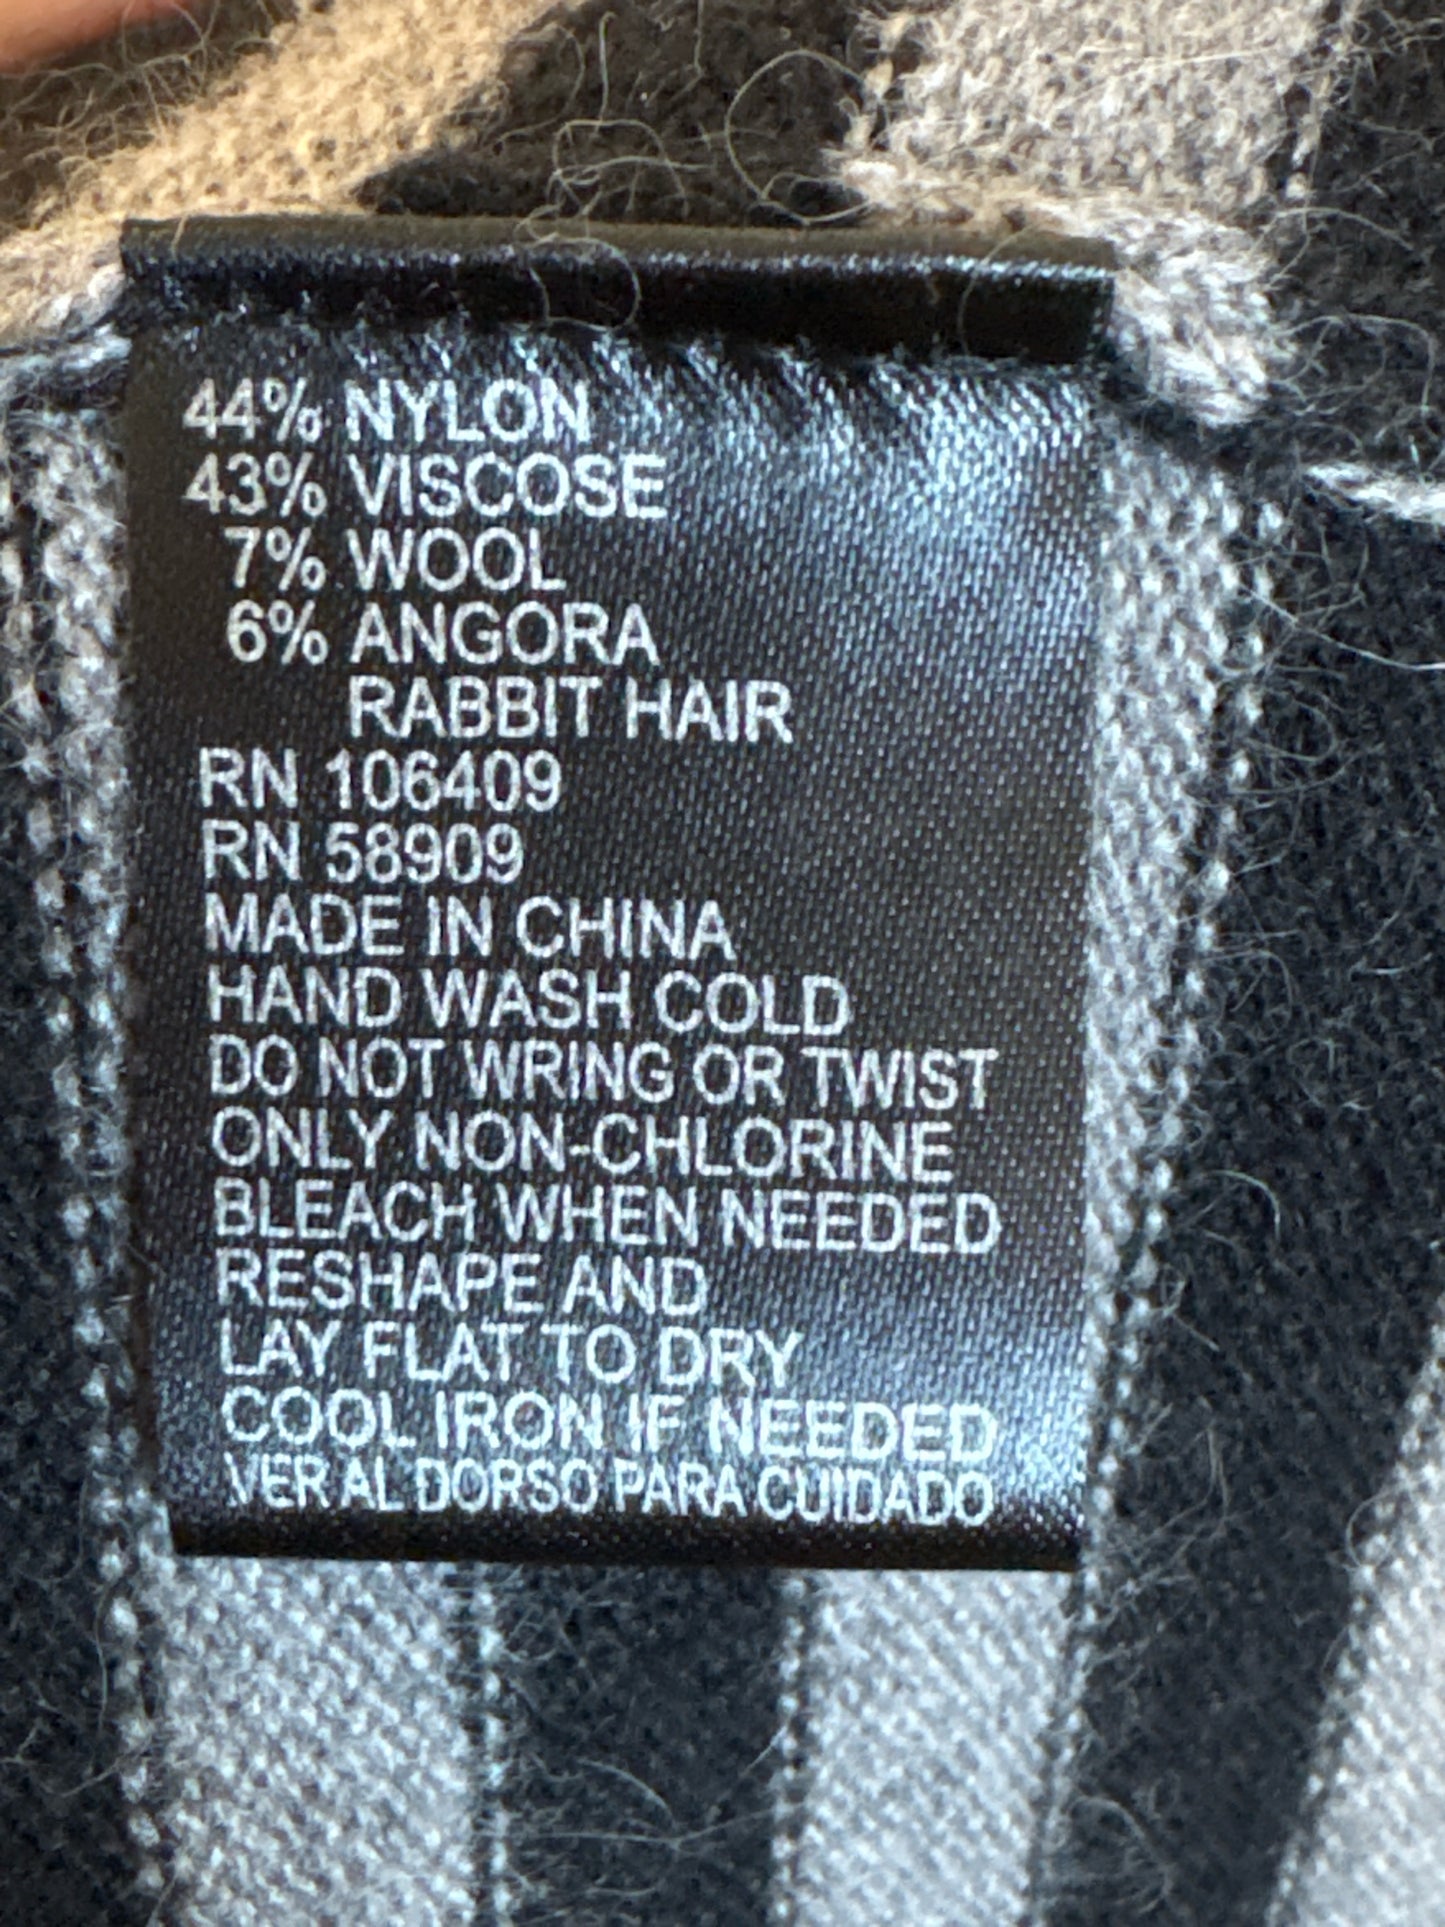 44% NYLON
43% VISCOSE
7% WOOL
6% ANGORA
RABBIT HAIR
RN 106409
RN 58909
MADE IN CHINA
HAND WASH COLD
DO NOT WRING OR TWIST
ONLY NON-CHLORINE
BLEACH WHEN NEEDED
RESHAPE AND
LAY FLAT TO DRY
COOL IRON IF NEEDED
VER AL DORSO PARA CUIDADO